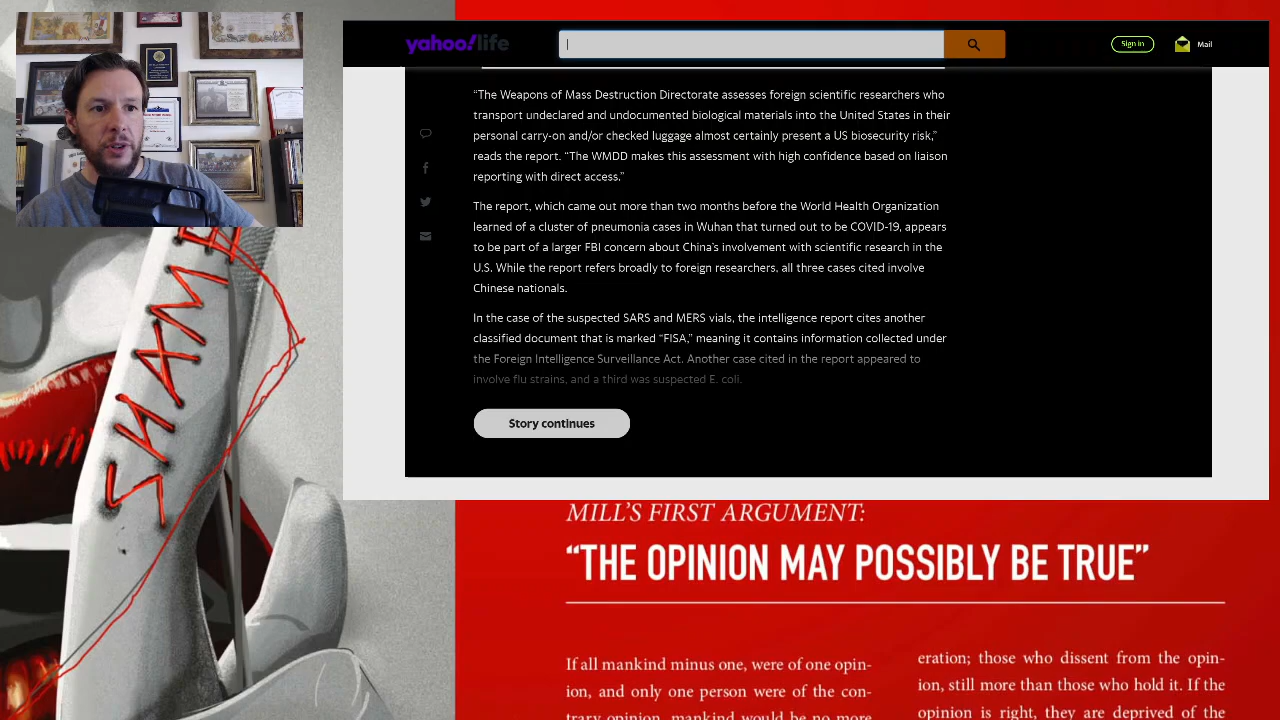 yahoo!life
Sign in
Mail
“The Weapons of Mass Destruction Directorate assesses foreign scientific researchers who
transport undeclared and undocumented biological materials into the United States in their
personal carry-on and/or checked luggage almost certainly present a US biosecurity risk,”
reads the report. “The WMDD makes this assessment with high confidence based on liaison
reporting with direct access.”
The report, which came out more than two months before the World Health Organization
learned of a cluster of pneumonia cases in Wuhan that turned out to be COVID-19, appears
to be part of a larger FBI concern about China’s involvement with scientific research in the
U.S. While the report refers broadly to foreign researchers, all three cases cited involve
Chinese nationals.
In the case of the suspected SARS and MERS vials, the intelligence report cites another
classified document that is marked “FISA,” meaning it contains information collected under
the Foreign Intelligence Surveillance Act. Another case cited in the report appeared to
involve flu strains, and a third was suspected E. coli.
Story continues
MILL’S FIRST ARGUMENT:
“THE OPINION MAY POSSIBLY BE TRUE”
If all mankind minus one, were of one opin-
ion, and only one person were of the con-
trary opinion, mankind would be no more
eration; those who dissent from the opin-
ion, still more than those who hold it. If the
opinion is right, they are deprived of the